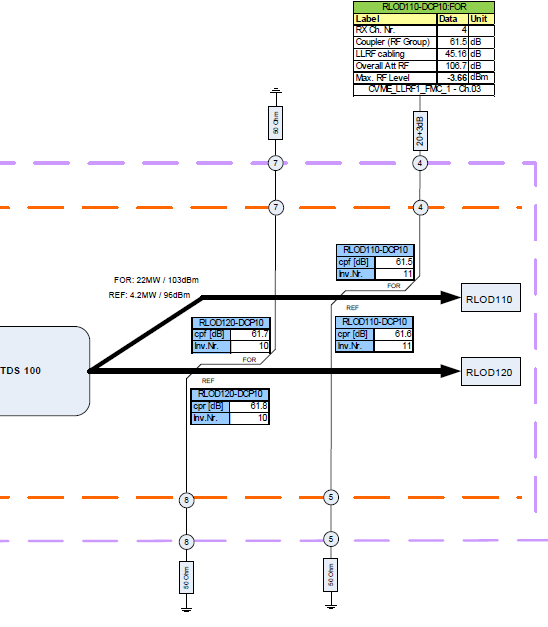 RLOD110-DCP10:FOR
Label Data Unit
RX Ch. Nr. 4
Coupler (RF Group) 61.5 dB
LLRF cabling 45.16 dB
Overall Att RF 106.7 dB
Max. RF Level -3.66 dBm
CVME_LLRF1_FMC_1 - Ch.03
50 Ohm
20+3dB
7
4
7
4
RLOD110-DCP10
cpf [dB] 61.5
Inv.Nr. 11
FOR: 22MW / 103dBm
REF: 4.2MW / 96dBm
FOR
RLOD110
REF
RLOD120-DCP10
cpf [dB] 61.7
Inv.Nr. 10
RLOD110-DCP10
cpr [dB] 61.6
Inv.Nr. 11
FOR
TDS 100
RLOD120
REF
RLOD120-DCP10
cpr [dB] 61.8
Inv.Nr. 10
8
5
8
5
50 Ohm
50 Ohm